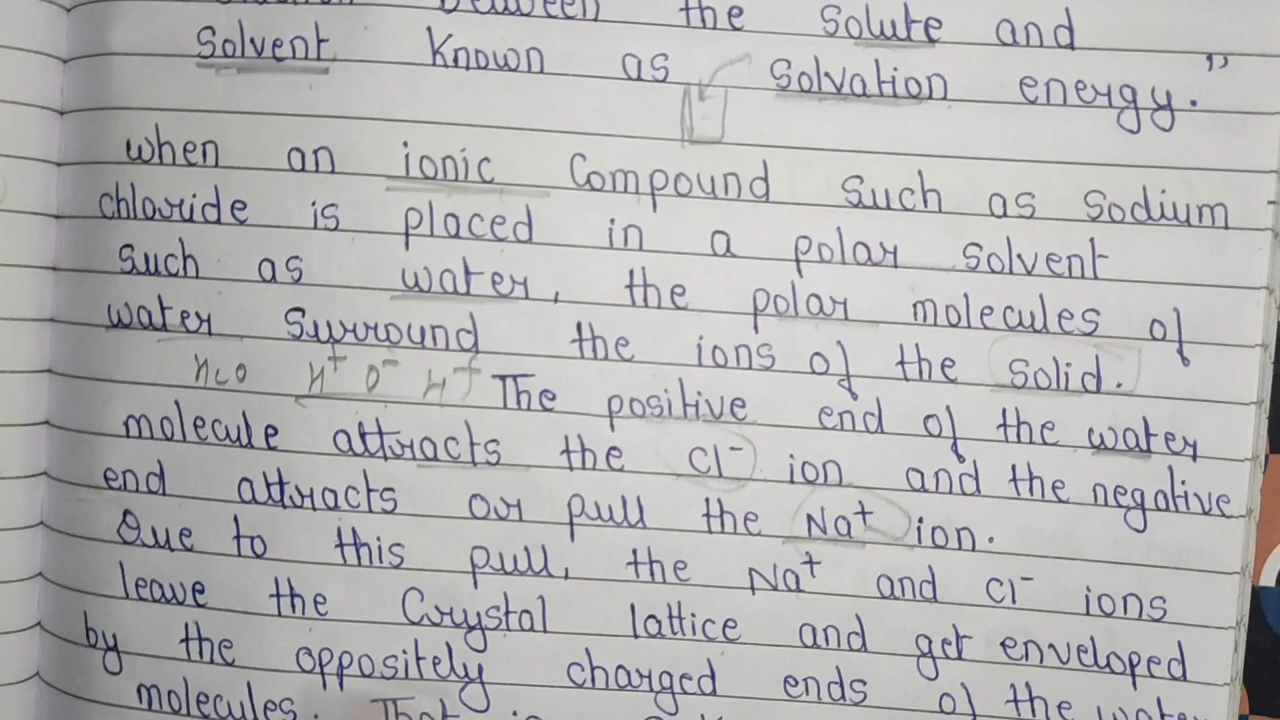 between the solute and
solvent known as solvation energy."
when an ionic Compound such as sodium
chloride is placed in a polar solvent
such as water, the polar molecules of
water surround the ions of the solid.
H⁺ O⁻ H⁺ The positive end of the water
molecule attracts the Cl⁻ ion and the negative
end attracts or pull the Na⁺ ion.
Due to this pull, the Na⁺ and Cl⁻ ions
leave the Crystal lattice and get enveloped
by the oppositely charged ends of the water
molecules. That is